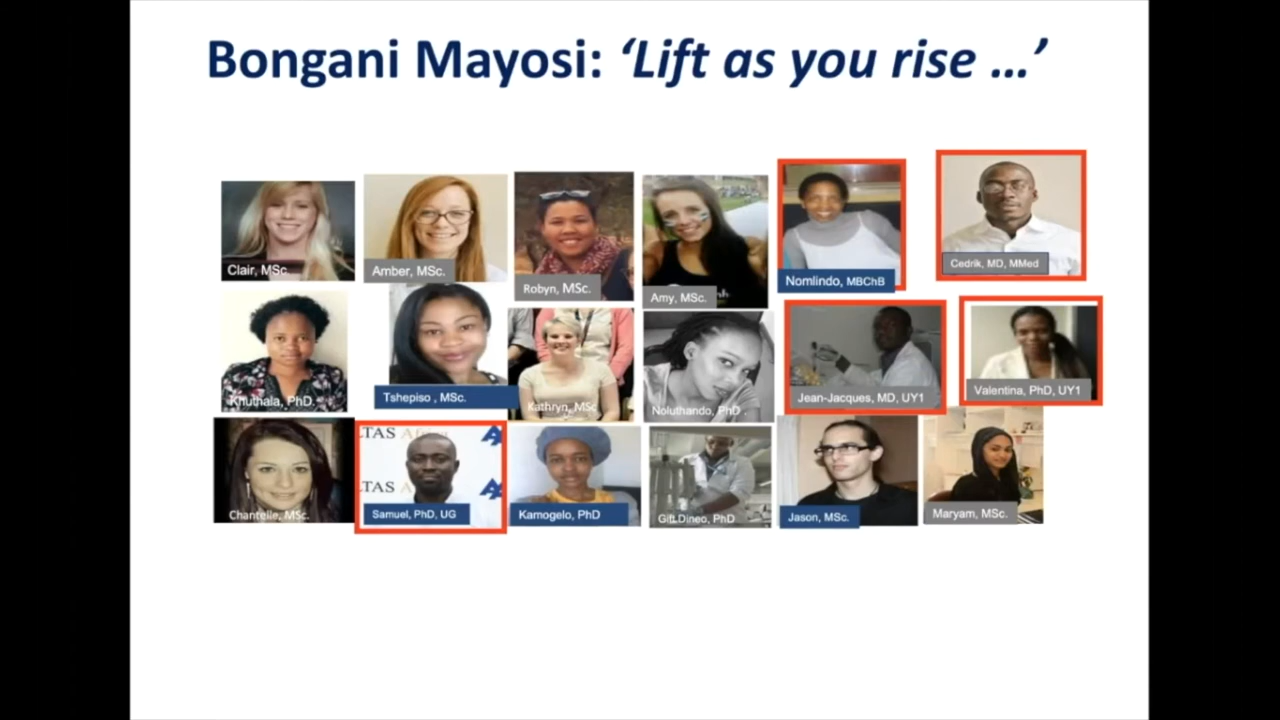 Bongani Mayosi: ‘Lift as you rise …’
Clair, MSc.
Amber, MSc.
Robyn, MSc.
Amy, MSc.
Nomlindo, MBChB
Cedrik, MD, MMed
Khuthala, PhD.
Tshepiso , MSc.
Kathryn, MSc
Noluthando, PhD .
Jean-Jacques, MD, UY1
Valentina, PhD, UY1
Chantelle, MSc.
LTAS
LTAS A
Samuel, PhD, UG
Kamogelo, PhD
Gift Dineo, PhD
Jason, MSc.
Maryam, MSc.